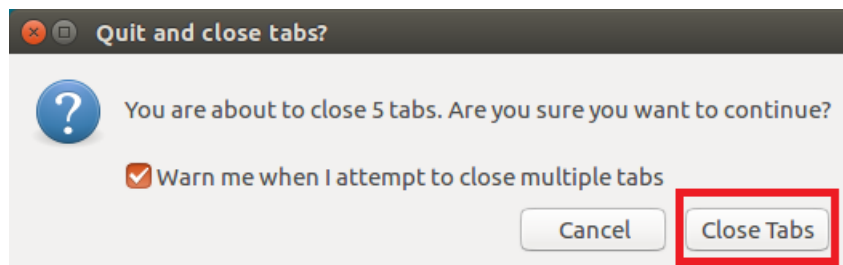 Quit and close tabs?
You are about to close 5 tabs. Are you sure you want to continue?
Warn me when I attempt to close multiple tabs
Cancel Close Tabs